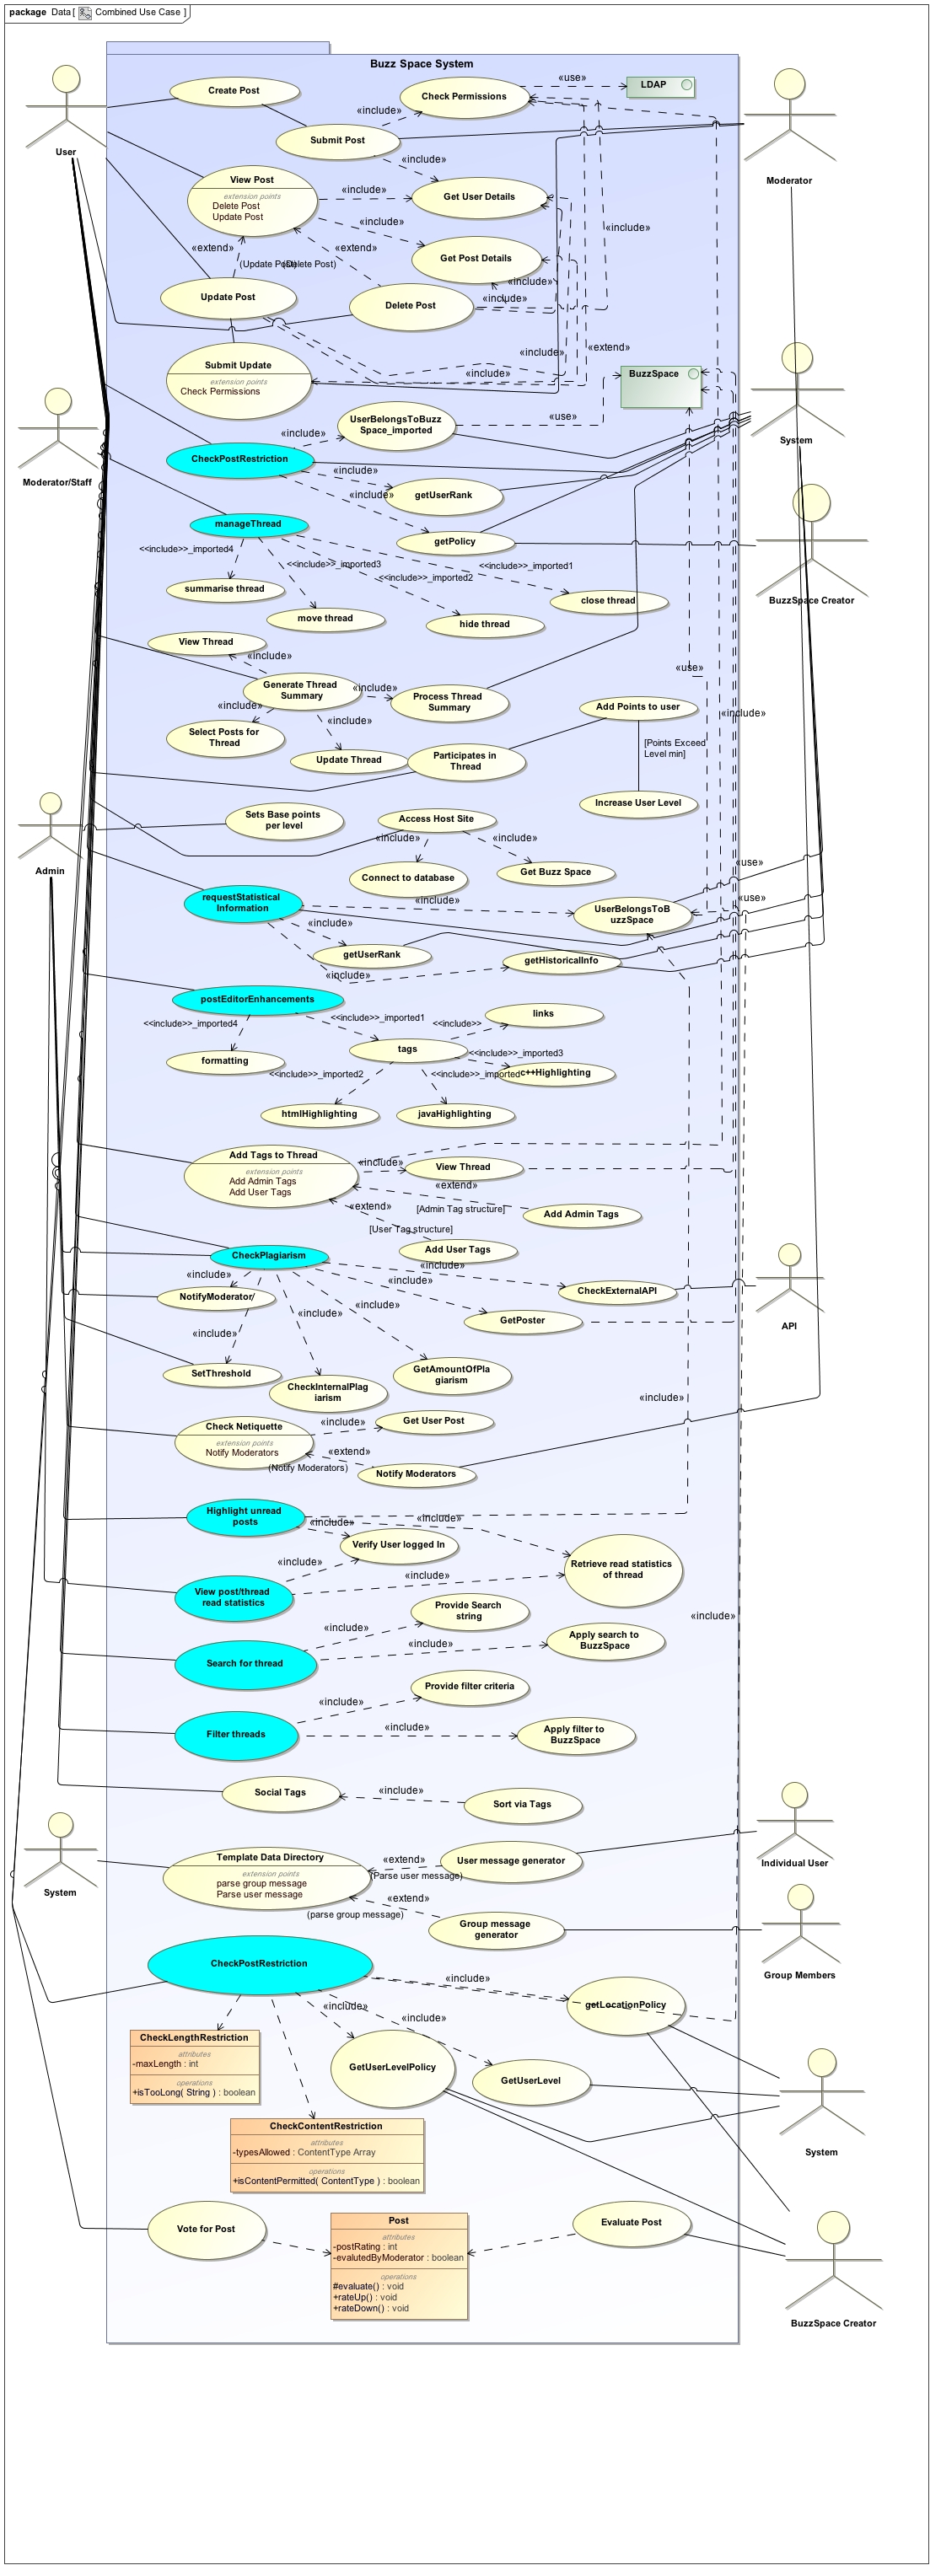 package Data [ Combined Use Case ]
Buzz Space System
Create Post
Check Permissions
«use»
LDAP
«include»
Submit Post
User
Moderator
«include»
View Post
extension points
Delete Post
Update Post
«include»
Get User Details
«include»
«include»
«extend»
«extend»
(Update Post)
(Delete Post)
Get Post Details
«include»
«include»
Update Post
Delete Post
«include»
«extend»
Submit Update
extension points
Check Permissions
«include»
BuzzSpace
UserBelongsToBuzz
Space_imported
«use»
System
Moderator/Staff
«include»
CheckPostRestriction
«include»
«include»
getUserRank
manageThread
getPolicy
<<include>>_imported4
<<include>>_imported3
<<include>>_imported2
<<include>>_imported1
BuzzSpace Creator
summarise thread
move thread
hide thread
close thread
View Thread
«include»
Generate Thread
Summary
«include»
Process Thread
Summary
«use»
«include»
Select Posts for
Thread
«include»
Update Thread
Participates in
Thread
Add Points to user
[Points Exceed
Level min]
«include»
Increase User Level
Admin
Sets Base points
per level
Access Host Site
«include»
«include»
Connect to database
Get Buzz Space
«use»
requestStatistical
Information
«include»
UserBelongsToB
uzzSpace
«use»
«include»
getUserRank
«include»
getHistoricalInfo
postEditorEnhancements
<<include>>_imported4
<<include>>_imported1
<<include>>
links
formatting
tags
<<include>>_imported3
<<include>>_imported2
<<include>>_imported
c++Highlighting
htmlHighlighting
javaHighlighting
Add Tags to Thread
extension points
Add Admin Tags
Add User Tags
«include»
View Thread
«extend»
«extend»
[Admin Tag structure]
Add Admin Tags
[User Tag structure]
Add User Tags
CheckPlagiarism
«include»
«include»
«include»
NotifyModerator/
«include»
«include»
«include»
CheckExternalAPI
GetPoster
API
SetThreshold
CheckInternalPlag
iarism
GetAmountOfPla
giarism
«include»
Check Netiquette
extension points
Notify Moderators
«include»
Get User Post
«extend»
(Notify Moderators)
Notify Moderators
Highlight unread
posts
«include»
«include»
Verify User logged In
«include»
Retrieve read statistics
of thread
View post/thread
read statistics
«include»
Provide Search
string
«include»
«include»
Search for thread
«include»
Apply search to
BuzzSpace
Provide filter criteria
«include»
Filter threads
«include»
Apply filter to
BuzzSpace
Social Tags
«include»
Sort via Tags
System
Template Data Directory
extension points
parse group message
Parse user message
«extend»
(Parse user message)
User message generator
Individual User
«extend»
(parse group message)
Group message
generator
Group Members
CheckPostRestriction
«include»
«include»
«include»
getLocationPolicy
CheckLengthRestriction
attributes
-maxLength : int
operations
+isTooLong( String ) : boolean
GetUserLevelPolicy
GetUserLevel
System
CheckContentRestriction
attributes
-typesAllowed : ContentType Array
operations
+isContentPermitted( ContentType ) : boolean
Vote for Post
Post
attributes
-postRating : int
-evalutedByModerator : boolean
operations
#evaluate() : void
+rateUp() : void
+rateDown() : void
Evaluate Post
BuzzSpace Creator